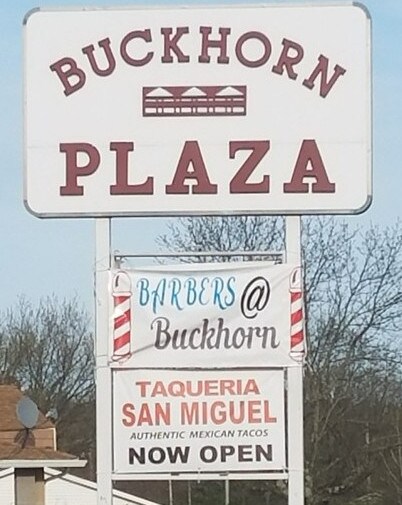 BUCKHORN
PLAZA
BARBERS @
Buckhorn
TAQUERIA
SAN MIGUEL
AUTHENTIC MEXICAN TACOS
NOW OPEN